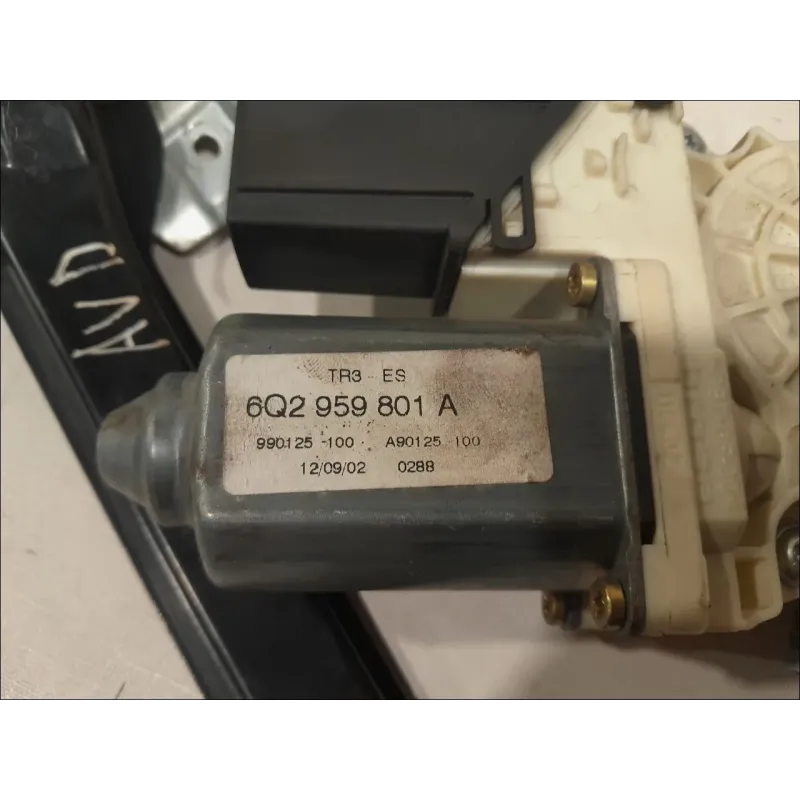 AVD
TR3 - ES
6Q2 959 801 A
990125-100 A90125-100
12/09/02 0288